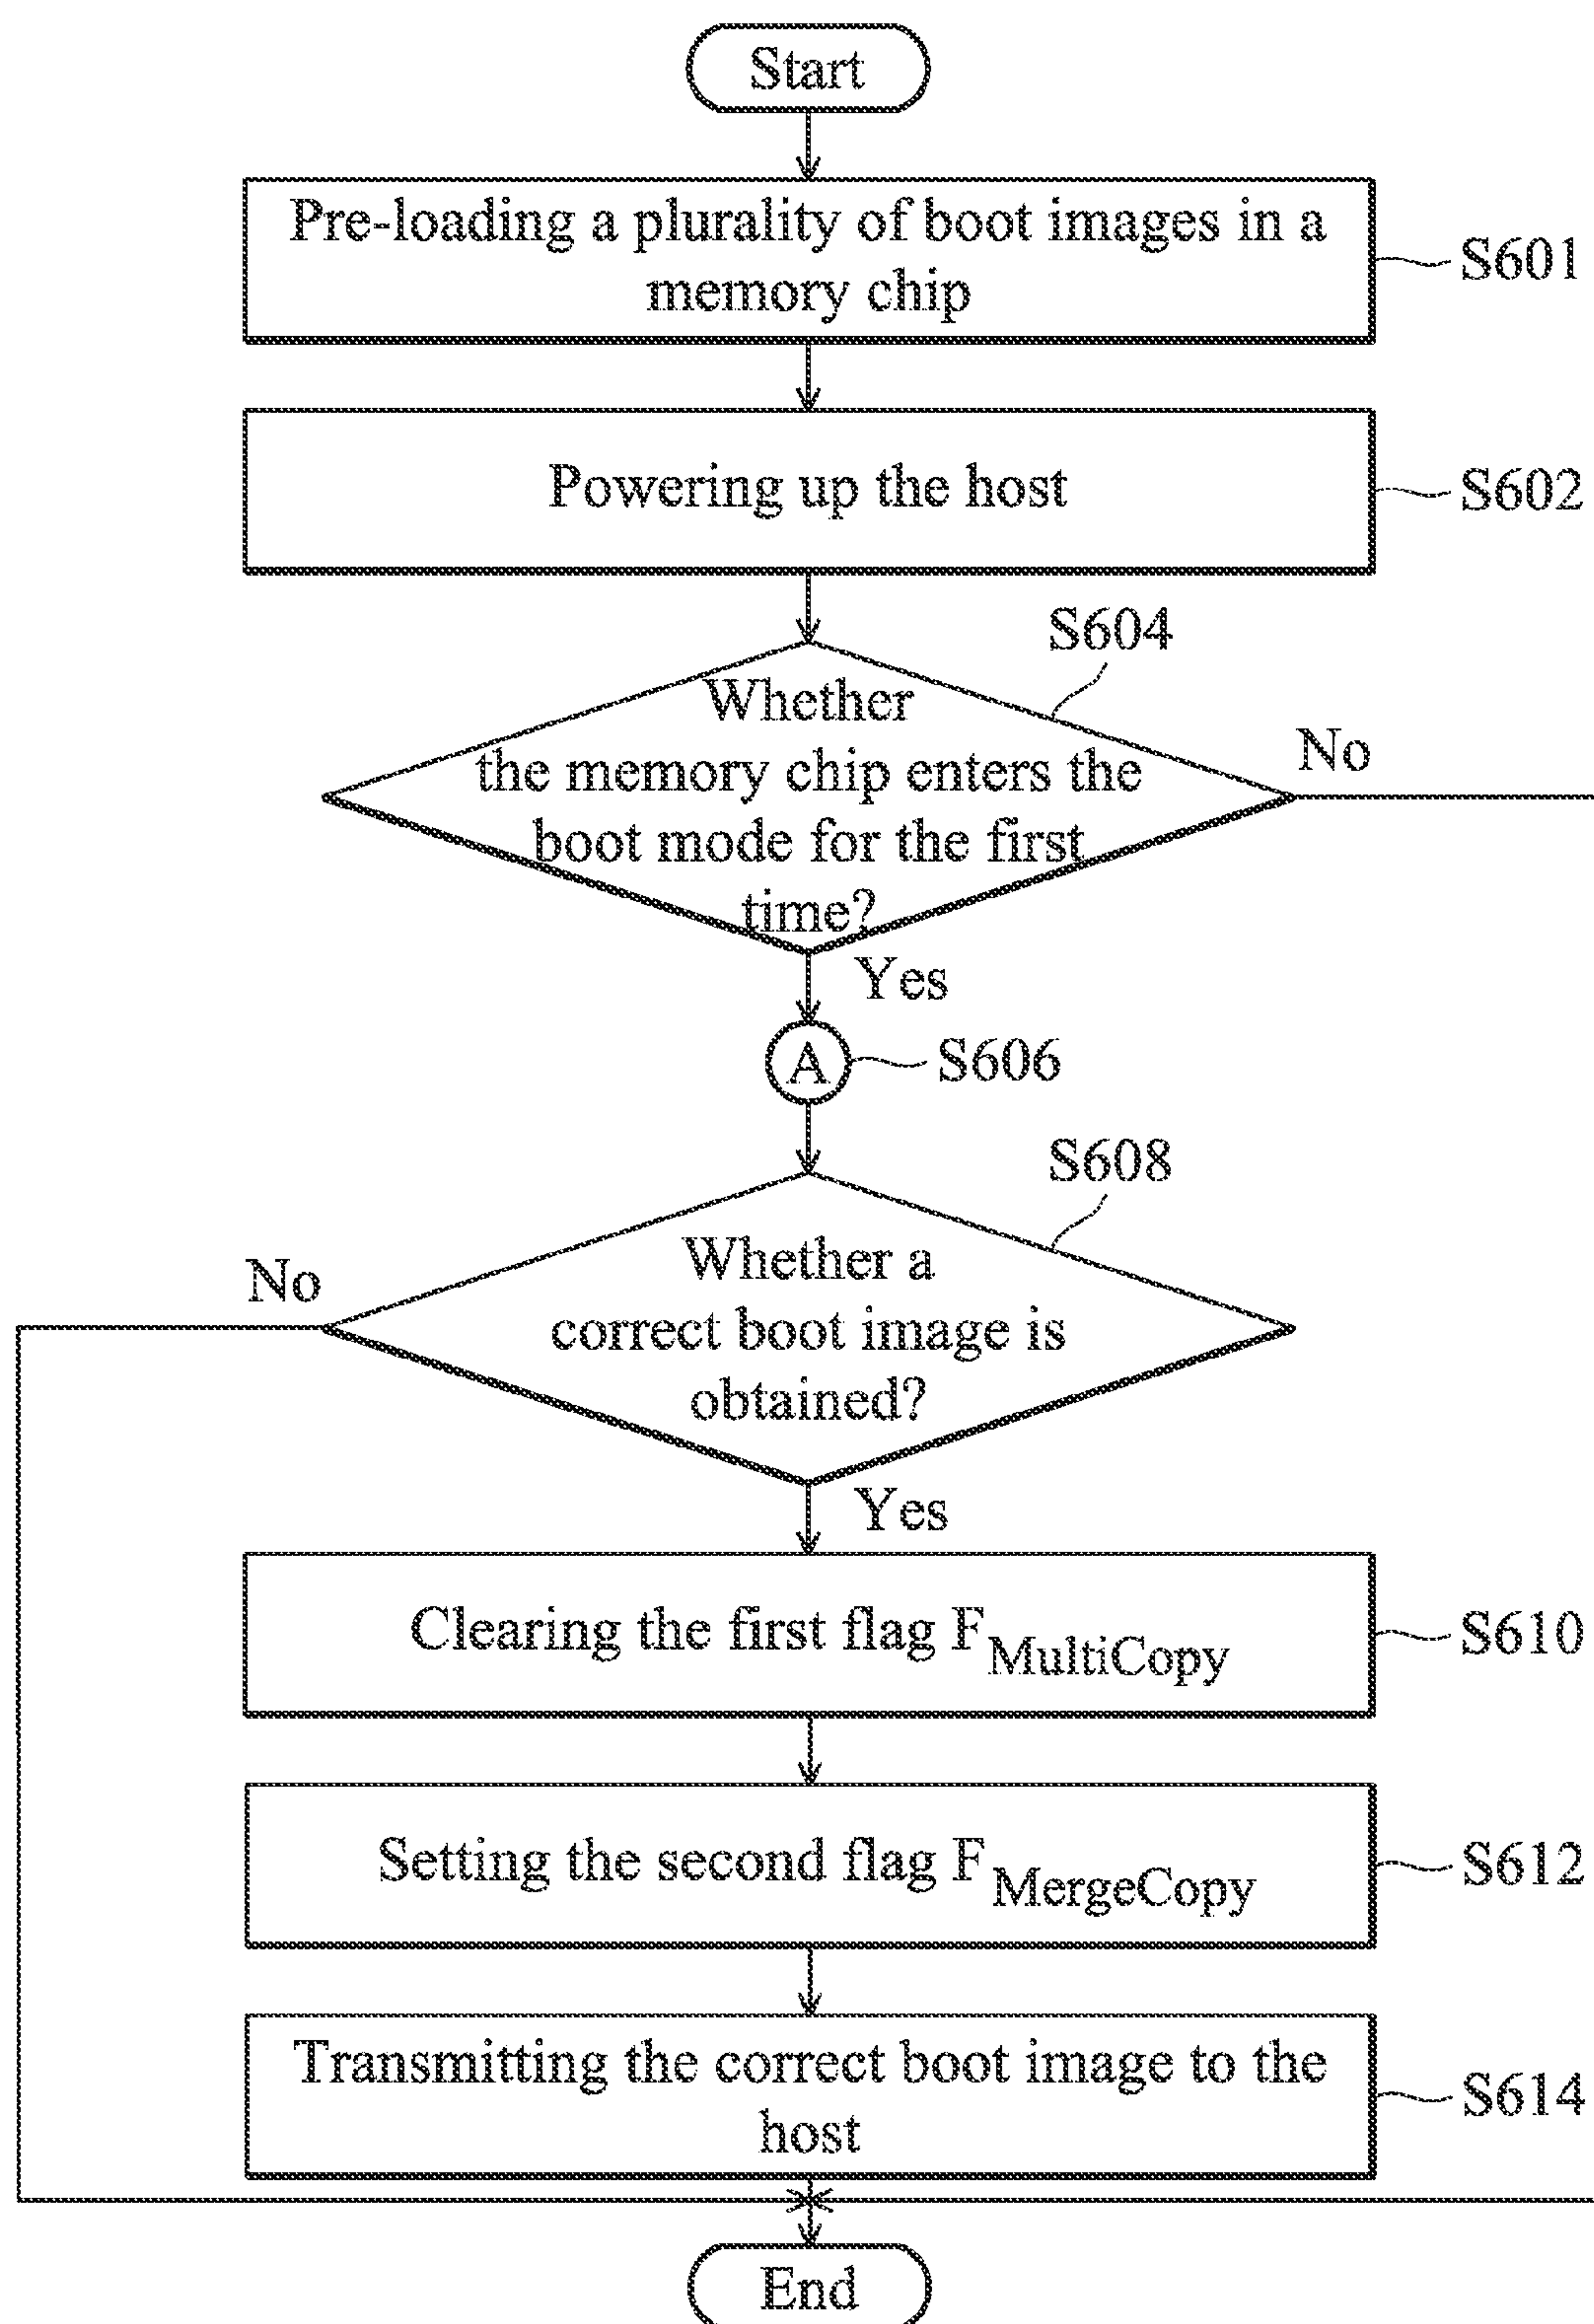 Start
Pre-loading a plurality of boot images in a
memory chip
S601
Powering up the host
S602
S604
Whether
the memory chip enters the
boot mode for the first
time?
No
Yes
A
S606
S608
Whether a
correct boot image is
obtained?
No
Yes
Clearing the first flag F MultiCopy
S610
Setting the second flag F MergeCopy
S612
Transmitting the correct boot image to the
host
S614
End